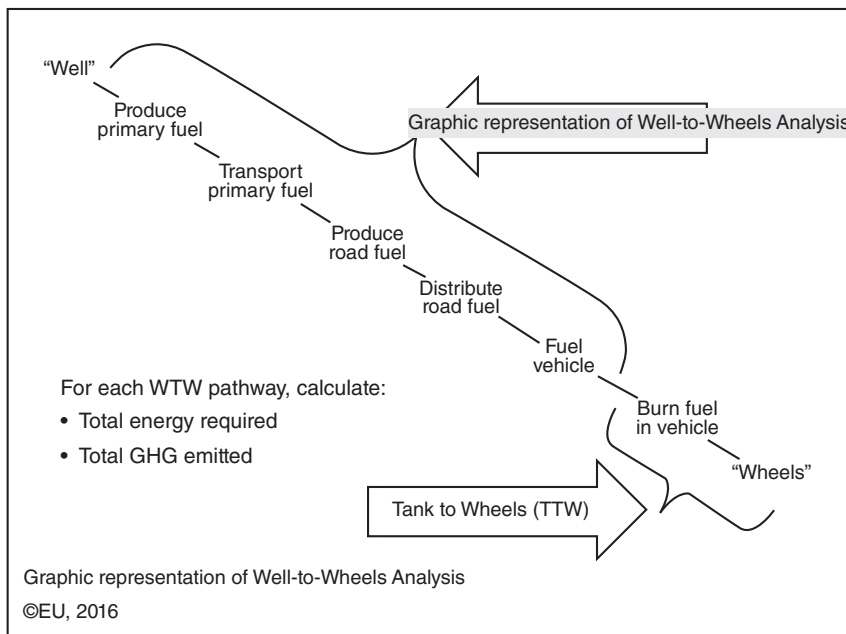 “Well”
Produce
primary fuel
Graphic representation of Well-to-Wheels Analysis
Transport
primary fuel
Produce
road fuel
Distribute
road fuel
Fuel
vehicle
For each WTW pathway, calculate:
• Total energy required
• Total GHG emitted
Burn fuel
in vehicle
“Wheels”
Tank to Wheels (TTW)
Graphic representation of Well-to-Wheels Analysis
©EU, 2016